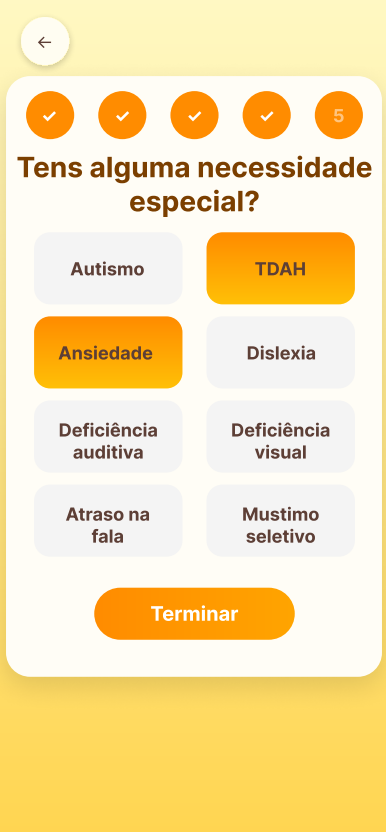 ←
✓ ✓ ✓ ✓ 5
Tens alguma necessidade
especial?
Autismo
TDAH
Ansiedade
Dislexia
Deficiência
auditiva
Deficiência
visual
Atraso na
fala
Mustimo
seletivo
Terminar